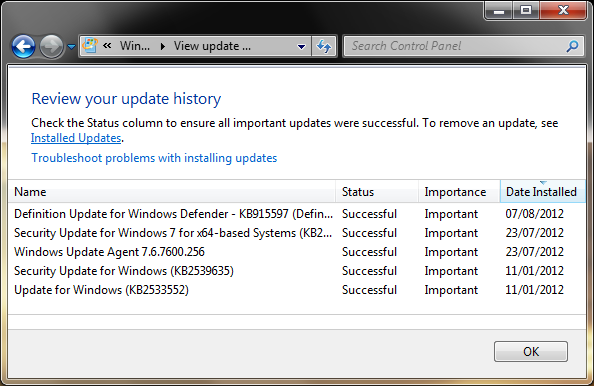 « Win... View update ... Search Control Panel
Review your update history
Check the Status column to ensure all important updates were successful. To remove an update, see
Installed Updates.
Troubleshoot problems with installing updates
Name Status Importance Date Installed
Definition Update for Windows Defender - KB915597 (Defin... Successful Important 07/08/2012
Security Update for Windows 7 for x64-based Systems (KB2... Successful Important 23/07/2012
Windows Update Agent 7.6.7600.256 Successful Important 23/07/2012
Security Update for Windows (KB2539635) Successful Important 11/01/2012
Update for Windows (KB2533552) Successful Important 11/01/2012
OK